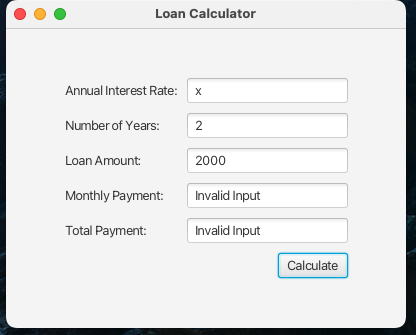 Loan Calculator
Annual Interest Rate: x
Number of Years: 2
Loan Amount: 2000
Monthly Payment: Invalid Input
Total Payment: Invalid Input
Calculate